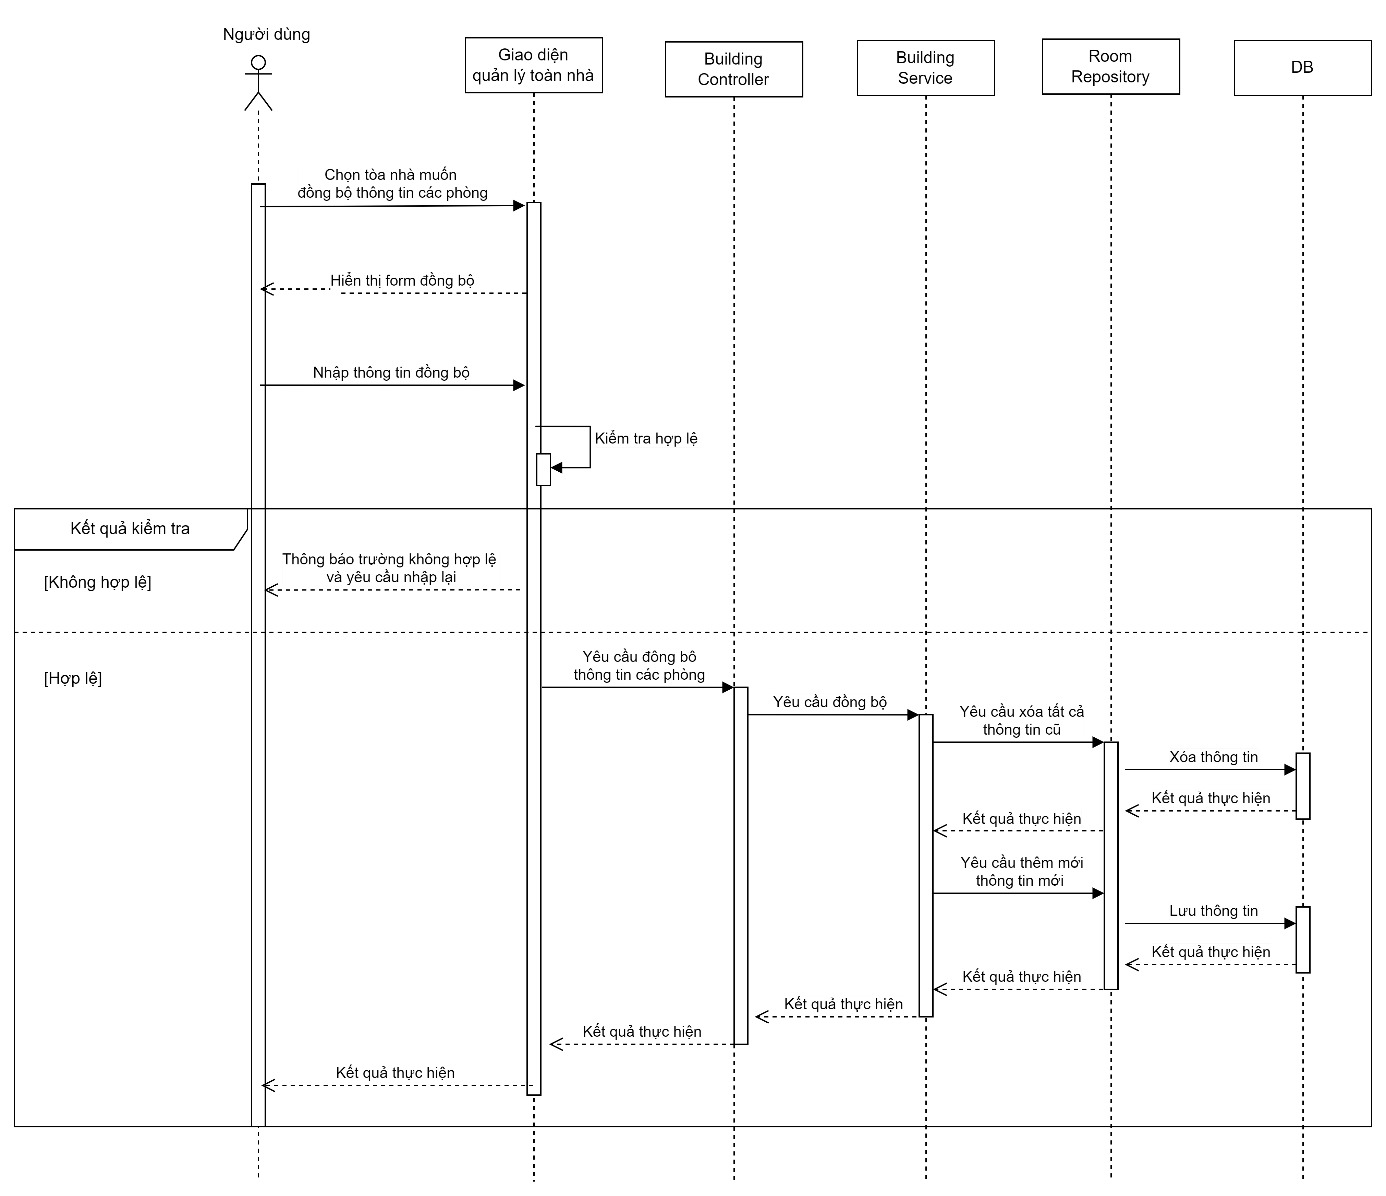 Người dùng
Giao diện
quản lý toàn nhà
Building
Controller
Building
Service
Room
Repository
DB
Chọn tòa nhà muốn
đồng bộ thông tin các phòng
Hiển thị form đồng bộ
Nhập thông tin đồng bộ
Kiểm tra hợp lệ
Kết quả kiểm tra
[Không hợp lệ]
Thông báo trường không hợp lệ
và yêu cầu nhập lại
[Hợp lệ]
Yêu cầu đông bô
thông tin các phòng
Yêu cầu đồng bộ
Yêu cầu xóa tất cả
thông tin cũ
Xóa thông tin
Kết quả thực hiện
Kết quả thực hiện
Yêu cầu thêm mới
thông tin mới
Lưu thông tin
Kết quả thực hiện
Kết quả thực hiện
Kết quả thực hiện
Kết quả thực hiện
Kết quả thực hiện